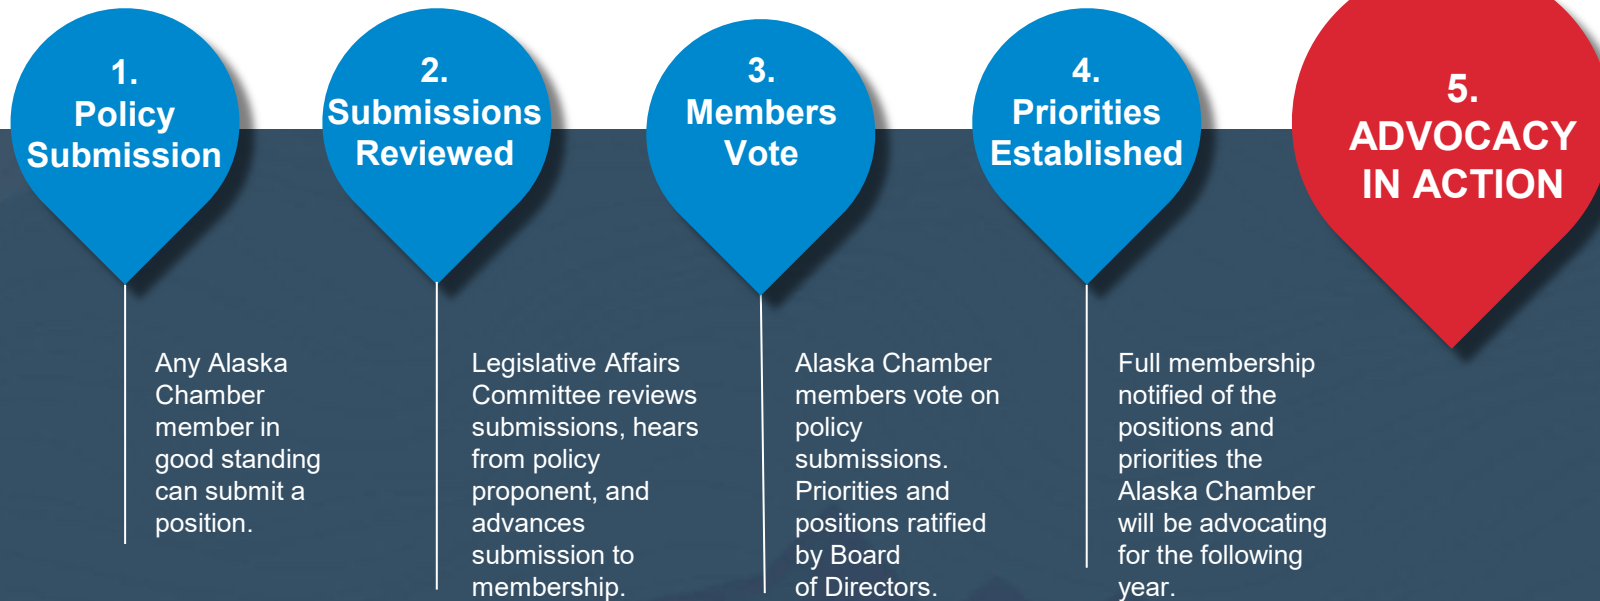 1.
Policy
Submission
Any Alaska
Chamber
member in
good standing
can submit a
position.
2.
Submissions
Reviewed
Legislative Affairs
Committee reviews
submissions, hears
from policy
proponent, and
advances
submission to
membership.
3.
Members
Vote
Alaska Chamber
members vote on
policy
submissions.
Priorities and
positions ratified
by Board
of Directors.
4.
Priorities
Established
Full membership
notified of the
positions and
priorities the
Alaska Chamber
will be advocating
for the following
year.
5.
ADVOCACY
IN ACTION